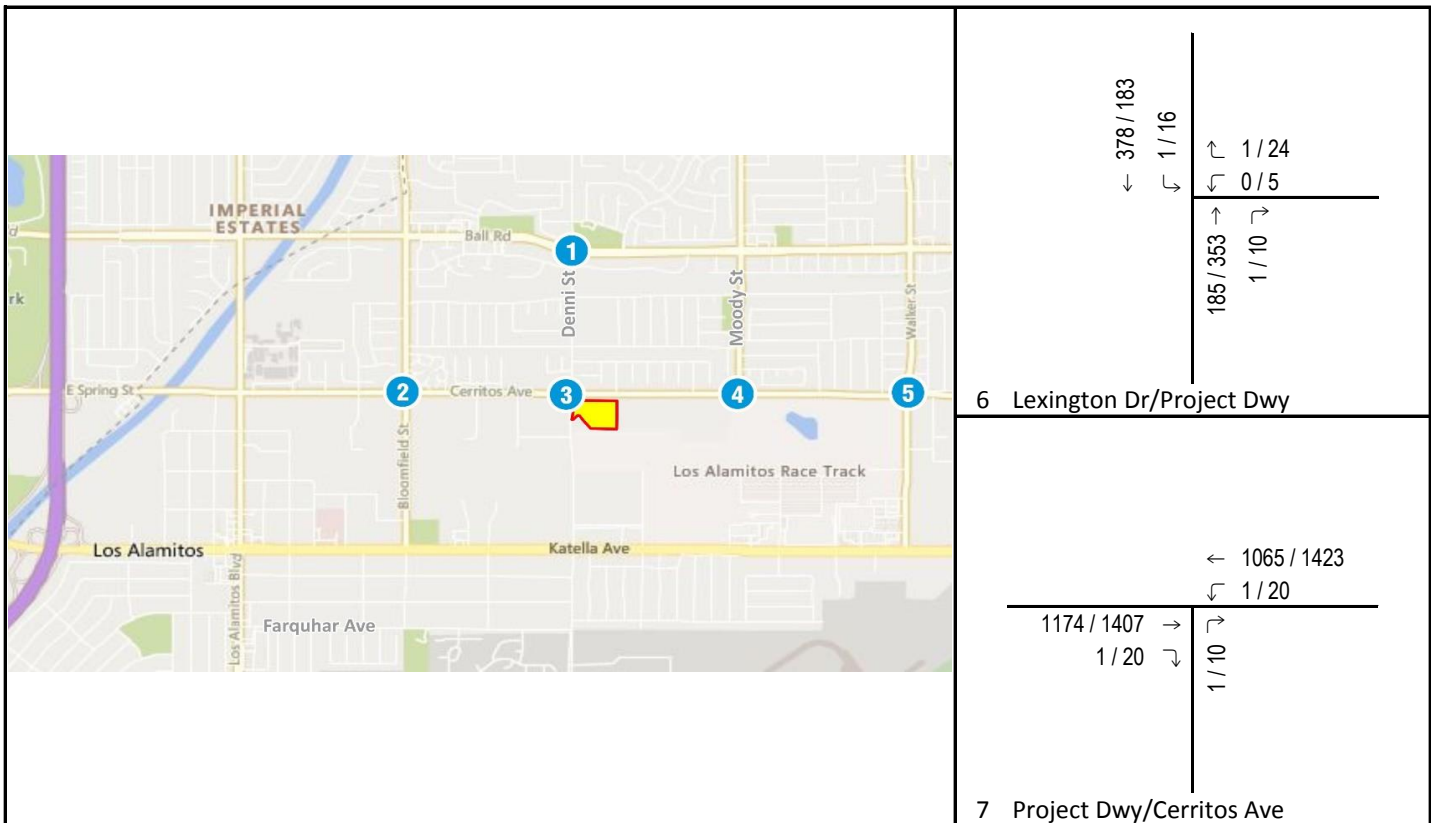 IMPERIAL
ESTATES
Ball Rd
1
Denni St
Moody St
Walker St
rk
E Spring St
2
Cerritos Ave
3
4
5
Bloomfield St
Los Alamitos Race Track
Los Alamitos
Katella Ave
Los Alamitos Blvd
Farquhar Ave
← 378 / 183
↳ 1 / 16
↑ 1 / 24
↓ 0 / 5
185 / 353 ↑
1 / 10 ↱
6 Lexington Dr/Project Dwy
← 1065 / 1423
↓ 1 / 20
1174 / 1407 →
1 / 20 ↴
1 / 10 ↱
7 Project Dwy/Cerritos Ave